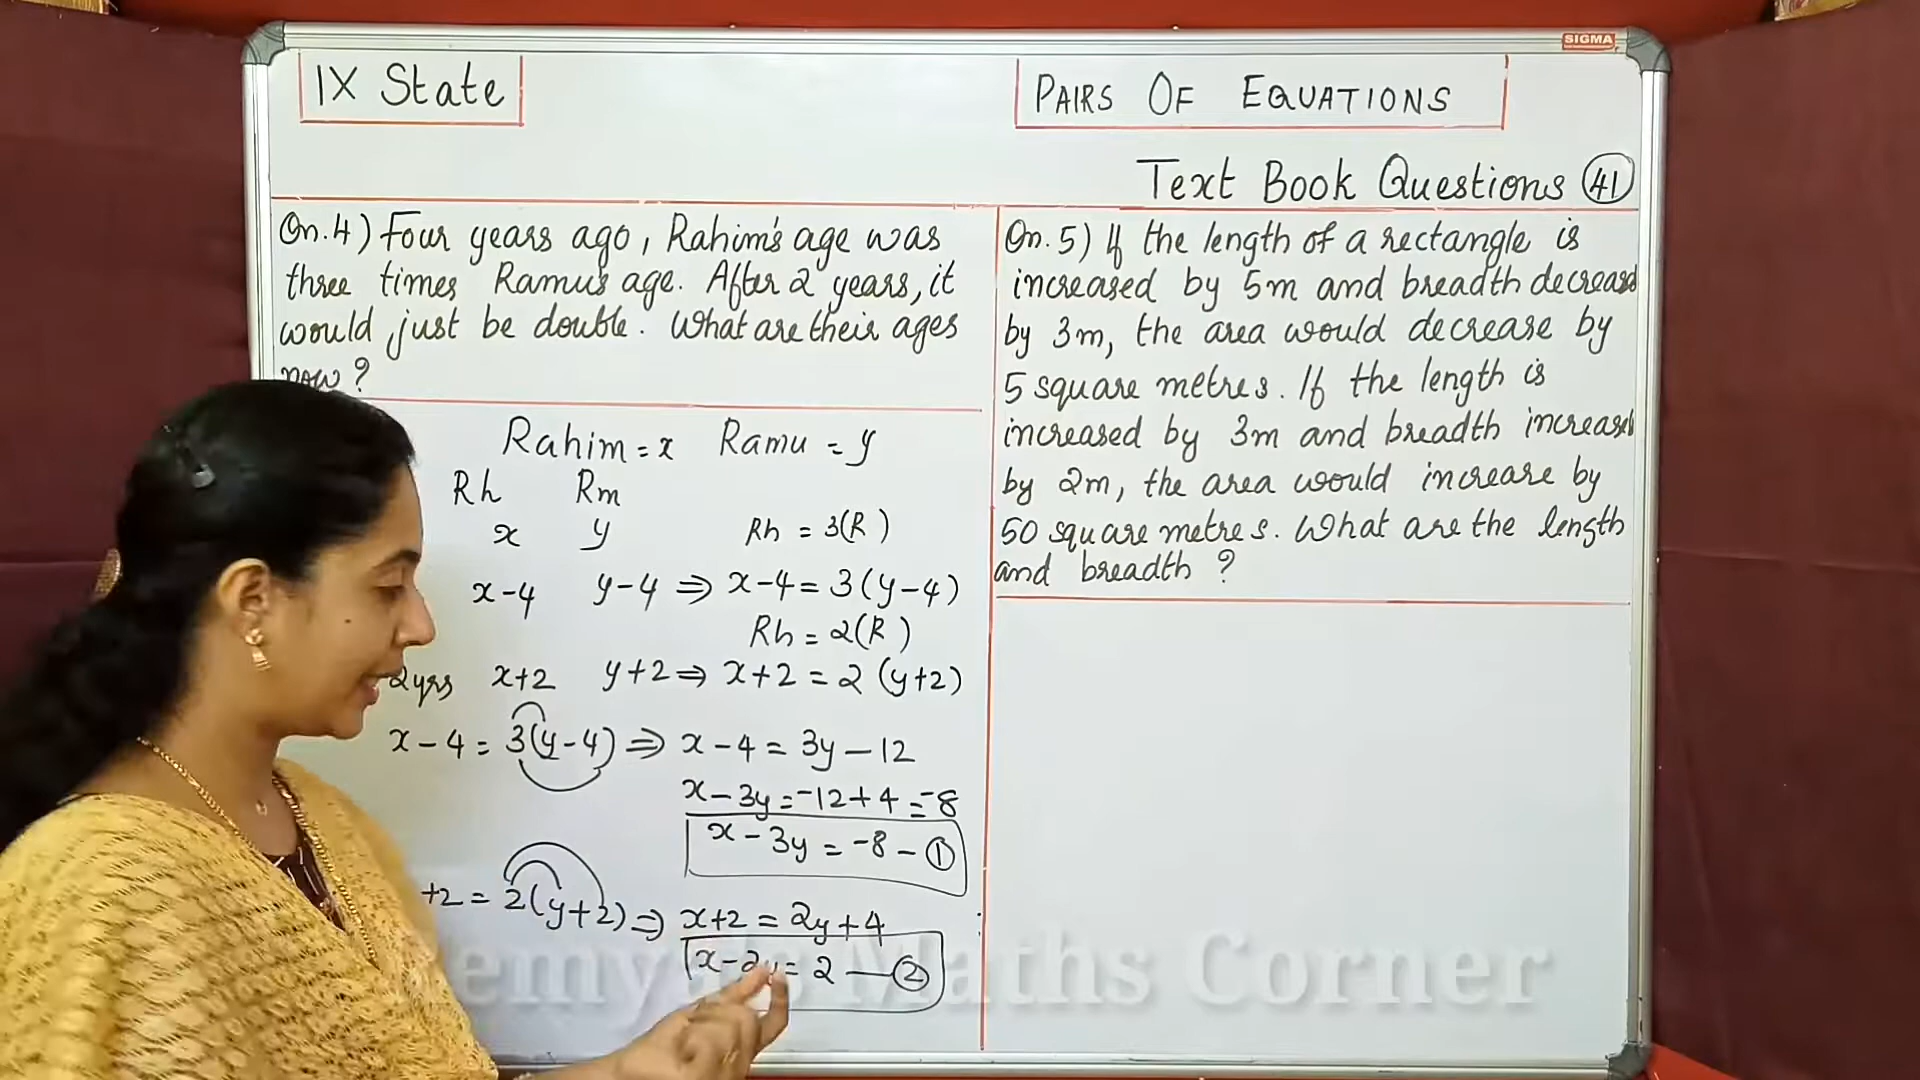 SIGMA
IX State
PAIRS OF EQUATIONS
Text Book Questions 41
Qn. 4) Four years ago, Rahim's age was
three times Ramu's age. After 2 years, it
would just be double. What are their ages
now?
Rahim = x Ramu = y
Rh Rm
x y Rh = 3(R )
x-4 y-4 ⇒ x-4 = 3(y-4)
Rh = 2(R )
2yrs x+2 y+2 ⇒ x+2 = 2 (y+2)
x-4 = 3(y-4) ⇒ x-4 = 3y-12
x-3y = -12+4 = -8
x-3y = -8 - ①
+2 = 2(y+2) ⇒ x+2 = 2y+4
x-2y = 2 — ②
Qn. 5) If the length of a rectangle is
increased by 5m and breadth decreased
by 3m, the area would decrease by
5 square metres. If the length is
increased by 3m and breadth increased
by 2m, the area would increase by
50 square metres. What are the length
and breadth ?
Remya's Maths Corner